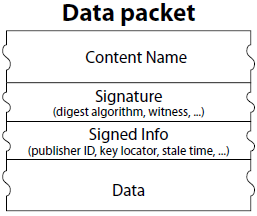 Data packet
Content Name
Signature
(digest algorithm, witness, ...)
Signed Info
(publisher ID, key locator, stale time, ...)
Data